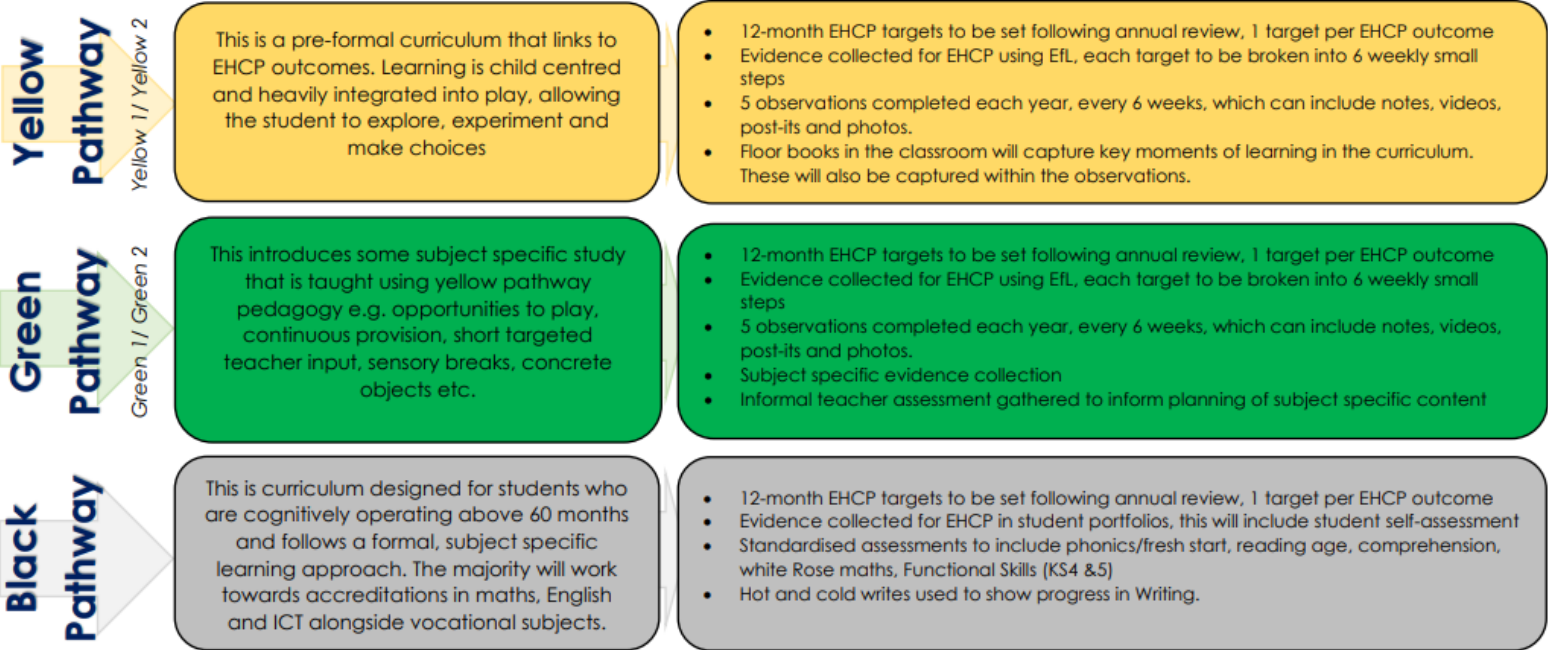 Yellow
Pathway
Yellow 1/ Yellow 2
This is a pre-formal curriculum that links to
EHCP outcomes. Learning is child centred
and heavily integrated into play, allowing
the student to explore, experiment and
make choices
• 12-month EHCP targets to be set following annual review, 1 target per EHCP outcome
• Evidence collected for EHCP using EfL, each target to be broken into 6 weekly small
steps
• 5 observations completed each year, every 6 weeks, which can include notes, videos,
post-its and photos.
• Floor books in the classroom will capture key moments of learning in the curriculum.
These will also be captured within the observations.
Green
Pathway
Green 1/ Green 2
This introduces some subject specific study
that is taught using yellow pathway
pedagogy e.g. opportunities to play,
continuous provision, short targeted
teacher input, sensory breaks, concrete
objects etc.
• 12-month EHCP targets to be set following annual review, 1 target per EHCP outcome
• Evidence collected for EHCP using EfL, each target to be broken into 6 weekly small
steps
• 5 observations completed each year, every 6 weeks, which can include notes, videos,
post-its and photos.
• Subject specific evidence collection
• Informal teacher assessment gathered to inform planning of subject specific content
Black
Pathway
This is curriculum designed for students who
are cognitively operating above 60 months
and follows a formal, subject specific
learning approach. The majority will work
towards accreditations in maths, English
and ICT alongside vocational subjects.
• 12-month EHCP targets to be set following annual review, 1 target per EHCP outcome
• Evidence collected for EHCP in student portfolios, this will include student self-assessment
• Standardised assessments to include phonics/fresh start, reading age, comprehension,
white Rose maths, Functional Skills (KS4 &5)
• Hot and cold writes used to show progress in Writing.